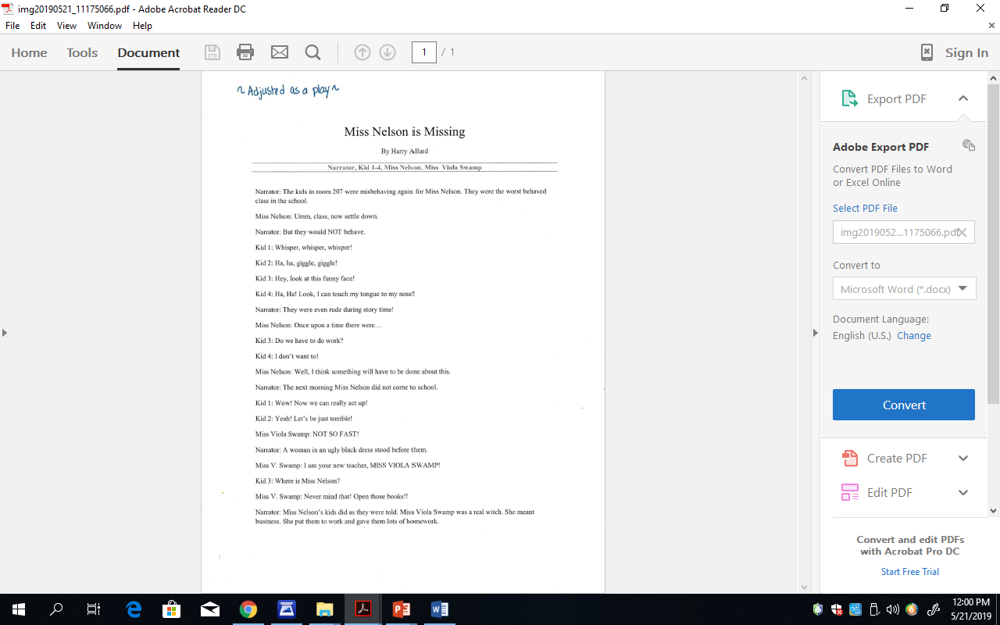 img20190521_11175066.pdf - Adobe Acrobat Reader DC
File Edit View Window Help
Home Tools Document 1 / 1 Sign In
~Adjusted as a play~
Miss Nelson is Missing
By Harry Allard
Narrator, Kid 1-4, Miss Nelson, Miss Viola Swamp
Narrator: The kids in room 207 were misbehaving again for Miss Nelson. They were the worst behaved
class in the school.
Miss Nelson: Umm, class, now settle down.
Narrator: But they would NOT behave.
Kid 1: Whisper, whisper, whisper!
Kid 2: Ha, ha, giggle, giggle!
Kid 3: Hey, look at this funny face!
Kid 4: Ha, Ha! Look, I can touch my tongue to my nose!
Narrator: They were even rude during story time!
Miss Nelson: Once upon a time there were…
Kid 3: Do we have to do work?
Kid 4: I don't want to!
Miss Nelson: Well, I think something will have to be done about this.
Narrator: The next morning Miss Nelson did not come to school.
Kid 1: Wow! Now we can really act up!
Kid 2: Yeah! Let's be just terrible!
Miss Viola Swamp: NOT SO FAST!
Narrator: A woman in an ugly black dress stood before them.
Miss V. Swamp: I am your new teacher, MISS VIOLA SWAMP!
Kid 3: Where is Miss Nelson?
Miss V. Swamp: Never mind that! Open those books!!
Narrator: Miss Nelson's kids did as they were told. Miss Viola Swamp was a real witch. She meant
business. She put them to work and gave them lots of homework.
Export PDF
Adobe Export PDF
Convert PDF Files to Word
or Excel Online
Select PDF File
img2019052...1175066.pdf
Convert to
Microsoft Word (*.docx)
Document Language:
English (U.S.) Change
Convert
Create PDF
Edit PDF
Convert and edit PDFs
with Acrobat Pro DC
Start Free Trial
12:00 PM
5/21/2019